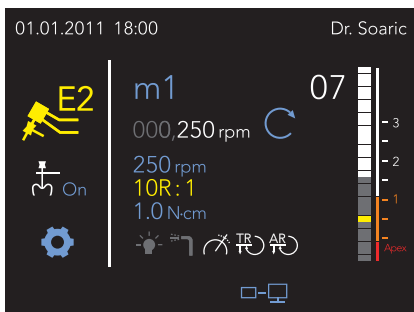 01.01.2011 18:00 Dr. Soaric
E2
m1 07
000,250 rpm
250 rpm
10R : 1
1.0 N·cm
On
TR AR
3
2
1
Apex